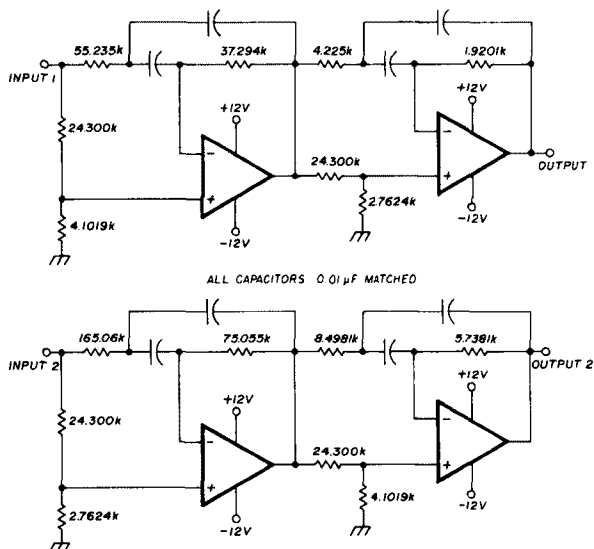 55.235k
37.294k
4.225k
1.9201k
INPUT 1
+12V
+12V
24.300k
-
-
24.300k
OUTPUT
+
+
4.1019k
-12V
2.7624k
-12V
ALL CAPACITORS 0.01 µF MATCHED
165.06k
75.055k
8.4981k
5.7381k
INPUT 2
OUTPUT 2
+12V
+12V
24.300k
-
-
24.300k
+
+
2.7624k
-12V
4.1019k
-12V